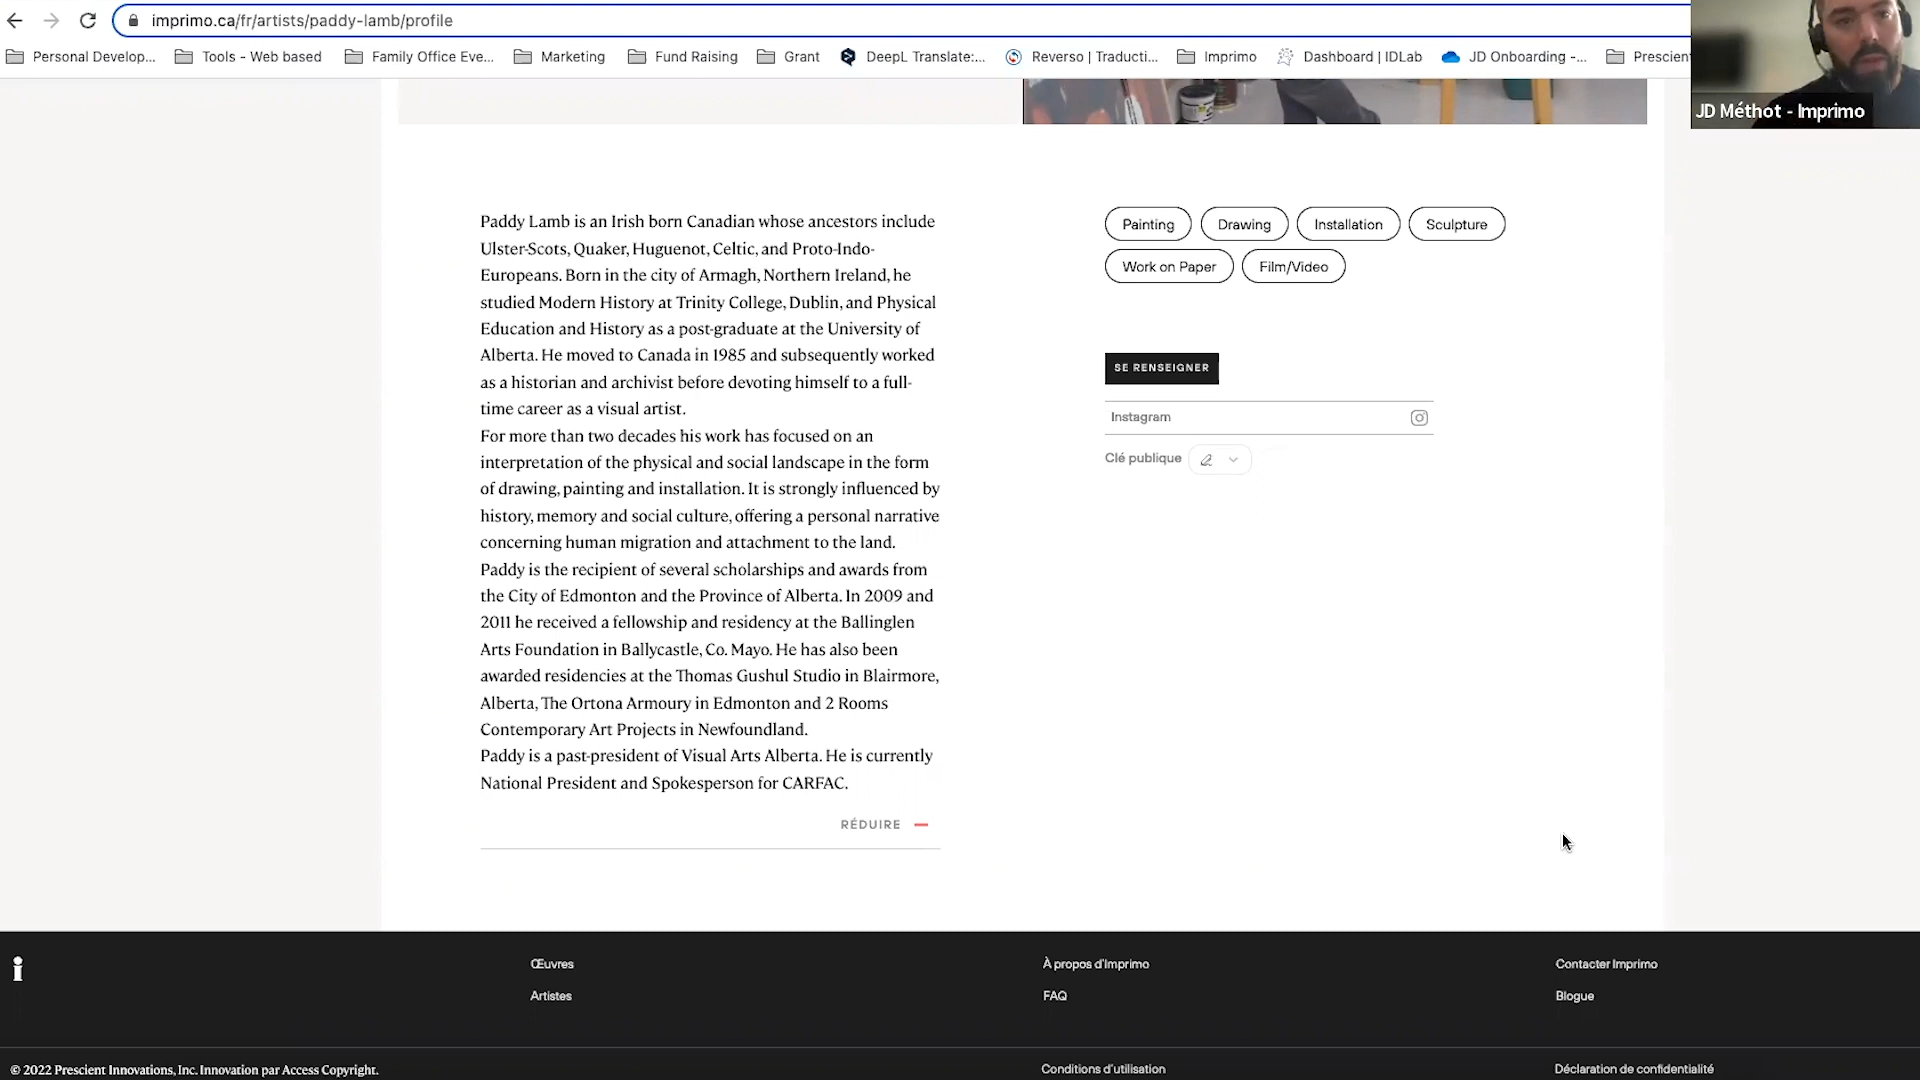 imprimo.ca/fr/artists/paddy-lamb/profile
Personal Develop... Tools - Web based Family Office Eve... Marketing Fund Raising Grant DeepL Translate:... Reverso | Traducti... Imprimo Dashboard | IDLab JD Onboarding -... Prescien
JD Méthot - Imprimo
Paddy Lamb is an Irish born Canadian whose ancestors include
Ulster-Scots, Quaker, Huguenot, Celtic, and Proto-Indo-
Europeans. Born in the city of Armagh, Northern Ireland, he
studied Modern History at Trinity College, Dublin, and Physical
Education and History as a post-graduate at the University of
Alberta. He moved to Canada in 1985 and subsequently worked
as a historian and archivist before devoting himself to a full-
time career as a visual artist.
For more than two decades his work has focused on an
interpretation of the physical and social landscape in the form
of drawing, painting and installation. It is strongly influenced by
history, memory and social culture, offering a personal narrative
concerning human migration and attachment to the land.
Paddy is the recipient of several scholarships and awards from
the City of Edmonton and the Province of Alberta. In 2009 and
2011 he received a fellowship and residency at the Ballinglen
Arts Foundation in Ballycastle, Co. Mayo. He has also been
awarded residencies at the Thomas Gushul Studio in Blairmore,
Alberta, The Ortona Armoury in Edmonton and 2 Rooms
Contemporary Art Projects in Newfoundland.
Paddy is a past-president of Visual Arts Alberta. He is currently
National President and Spokesperson for CARFAC.
RÉDUIRE
Painting Drawing Installation Sculpture
Work on Paper Film/Video
SE RENSEIGNER
Instagram
Clé publique
i
Œuvres À propos d'Imprimo Contacter Imprimo
Artistes FAQ Blogue
© 2022 Prescient Innovations, Inc. Innovation par Access Copyright. Conditions d'utilisation Déclaration de confidentialité